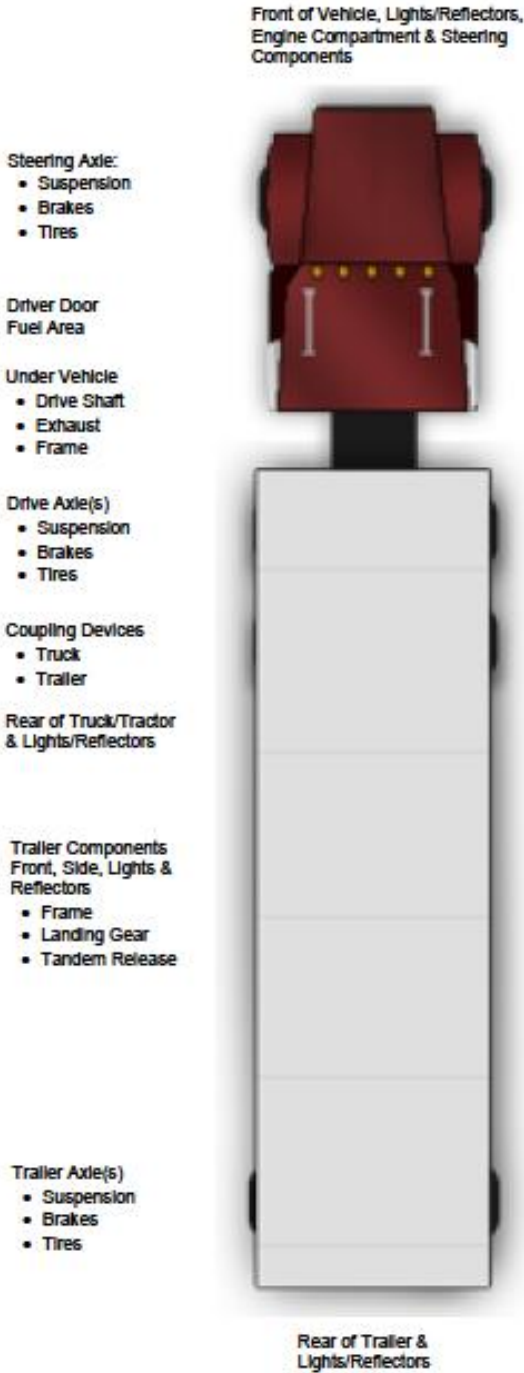 Front of Vehicle, Lights/Reflectors,
Engine Compartment & Steering
Components
Steering Axle:
• Suspension
• Brakes
• Tires
Driver Door
Fuel Area
Under Vehicle
• Drive Shaft
• Exhaust
• Frame
Drive Axle(s)
• Suspension
• Brakes
• Tires
Coupling Devices
• Truck
• Trailer
Rear of Truck/Tractor
& Lights/Reflectors
Trailer Components
Front, Side, Lights &
Reflectors
• Frame
• Landing Gear
• Tandem Release
Trailer Axle(s)
• Suspension
• Brakes
• Tires
Rear of Trailer &
Lights/Reflectors